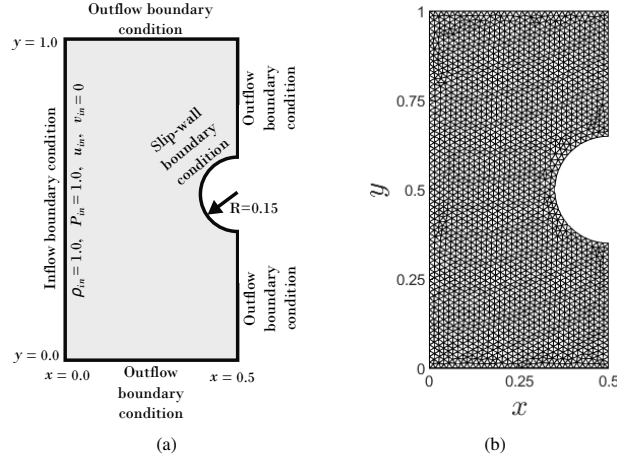 Outflow boundary
condition
y = 1.0
Inflow boundary condition
ρin = 1.0, Pin = 1.0, uin, vin = 0
Slip-wall
boundary
condition
Outflow
boundary
condition
R=0.15
Outflow
boundary
condition
y = 0.0
x = 0.0
x = 0.5
Outflow
boundary
condition
(a)
1
0.75
y
0.5
0.25
0
0
0.25
0.5
x
(b)